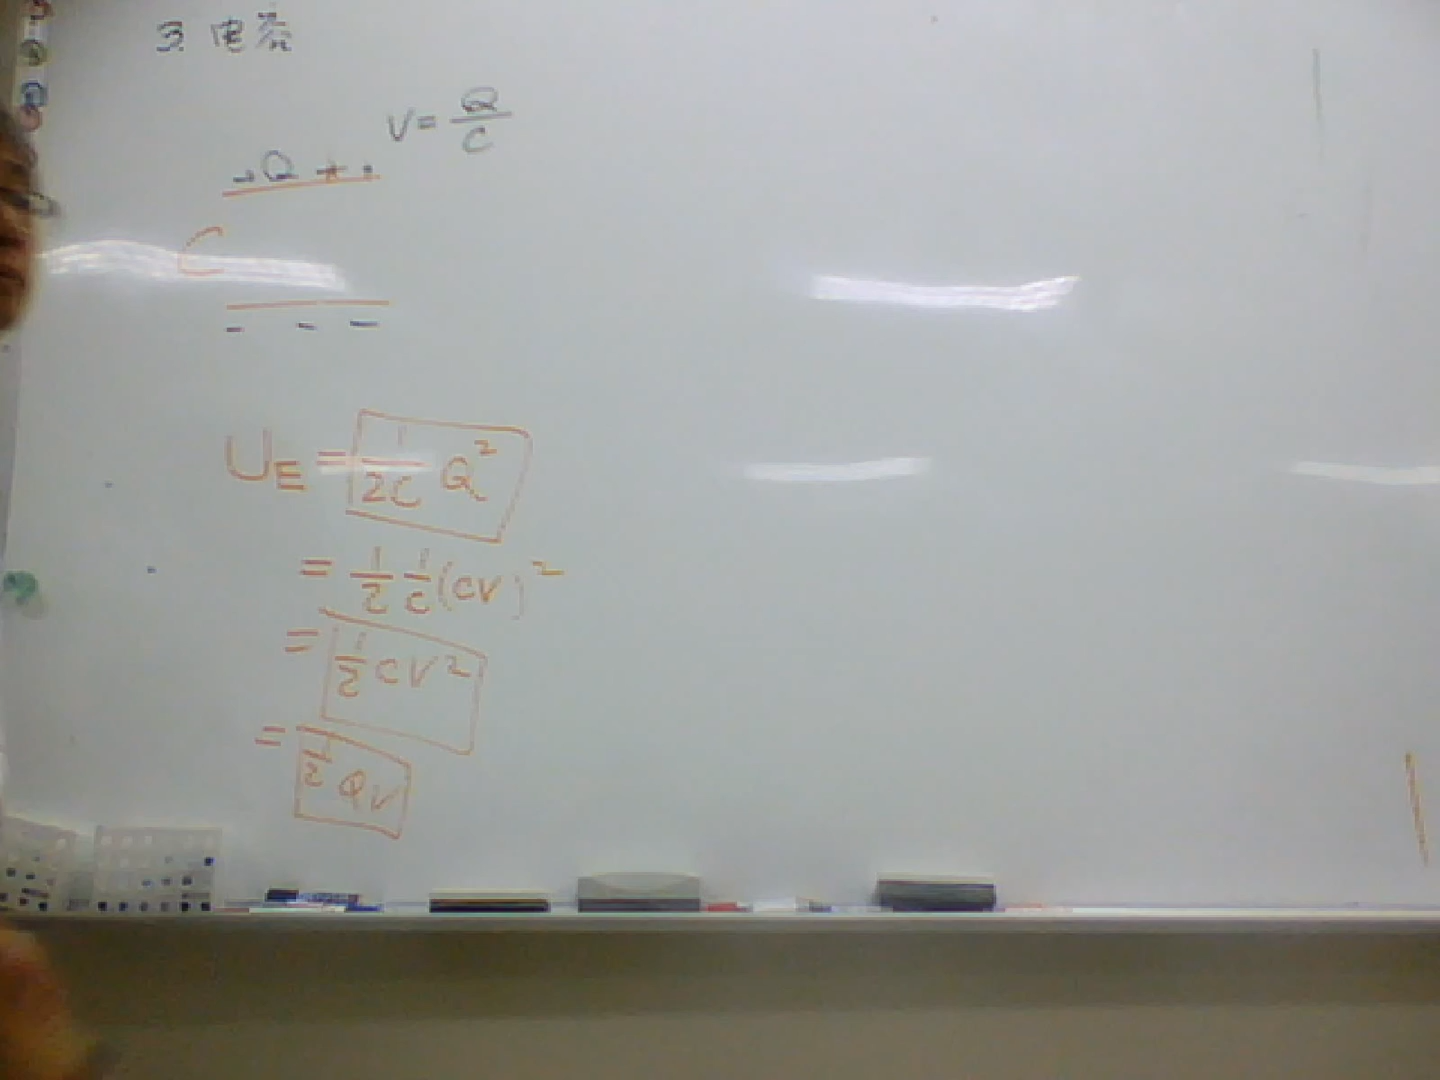 3. 电容
V = Q/C
+ Q + +
C
- - -
U_E = 1/(2C) Q²
= 1/2 1/C (CV)²
= 1/2 CV²
= 1/2 QV